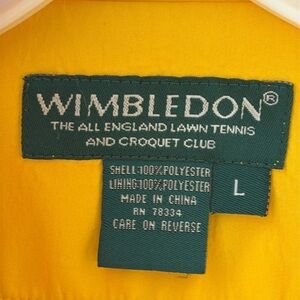 WIMBLEDON®
THE ALL ENGLAND LAWN TENNIS
AND CROQUET CLUB
SHELL:100%POLYESTER
LINING:100%POLYESTER
MADE IN CHINA
RN 78334
CARE ON REVERSE
L